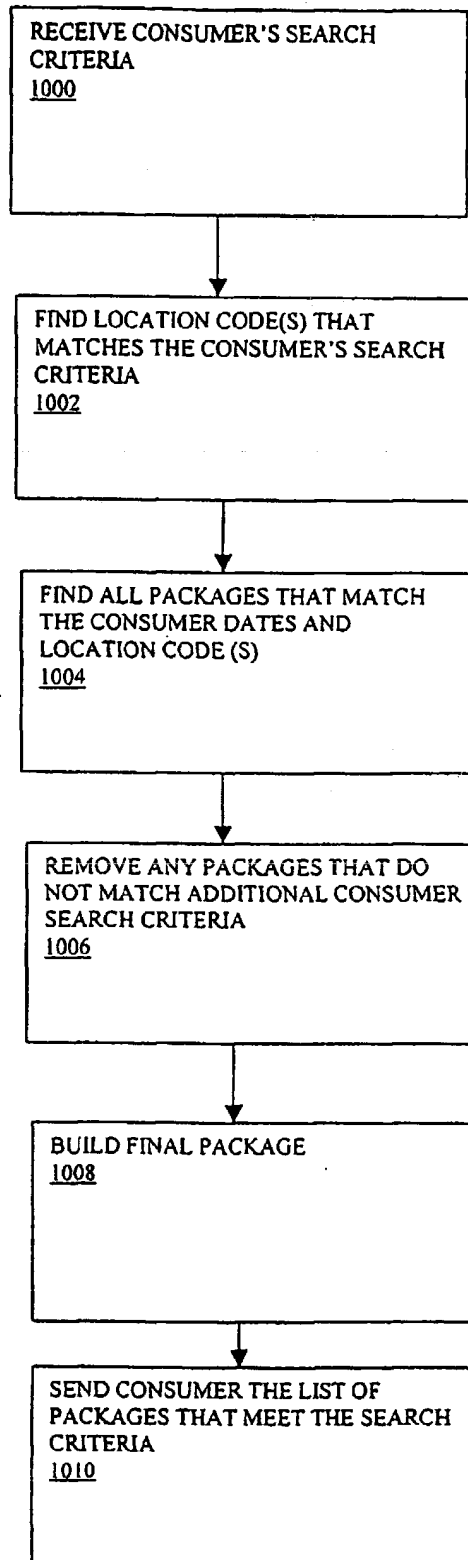 RECEIVE CONSUMER'S SEARCH
CRITERIA
1000
FIND LOCATION CODE(S) THAT
MATCHES THE CONSUMER'S SEARCH
CRITERIA
1002
FIND ALL PACKAGES THAT MATCH
THE CONSUMER DATES AND
LOCATION CODE (S)
1004
REMOVE ANY PACKAGES THAT DO
NOT MATCH ADDITIONAL CONSUMER
SEARCH CRITERIA
1006
BUILD FINAL PACKAGE
1008
SEND CONSUMER THE LIST OF
PACKAGES THAT MEET THE SEARCH
CRITERIA
1010